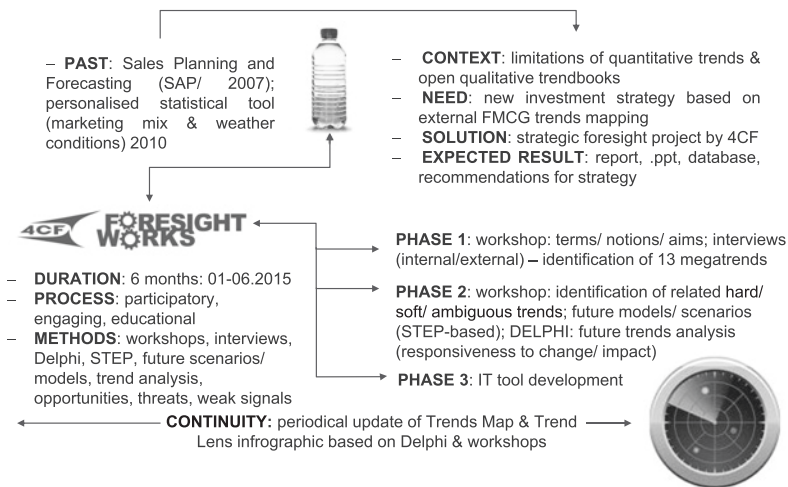 – PAST: Sales Planning and
Forecasting (SAP/ 2007);
personalised statistical tool
(marketing mix & weather
conditions) 2010
– CONTEXT: limitations of quantitative trends &
open qualitative trendbooks
– NEED: new investment strategy based on
external FMCG trends mapping
– SOLUTION: strategic foresight project by 4CF
– EXPECTED RESULT: report, .ppt, database,
recommendations for strategy
4CF FORESIGHT
WORKS
– DURATION: 6 months: 01-06.2015
– PROCESS: participatory,
engaging, educational
– METHODS: workshops, interviews,
Delphi, STEP, future scenarios/
models, trend analysis,
opportunities, threats, weak signals
PHASE 1: workshop: terms/ notions/ aims; interviews
(internal/external) – identification of 13 megatrends
PHASE 2: workshop: identification of related hard/
soft/ ambiguous trends; future models/ scenarios
(STEP-based); DELPHI: future trends analysis
(responsiveness to change/ impact)
PHASE 3: IT tool development
CONTINUITY: periodical update of Trends Map & Trend
Lens infrographic based on Delphi & workshops